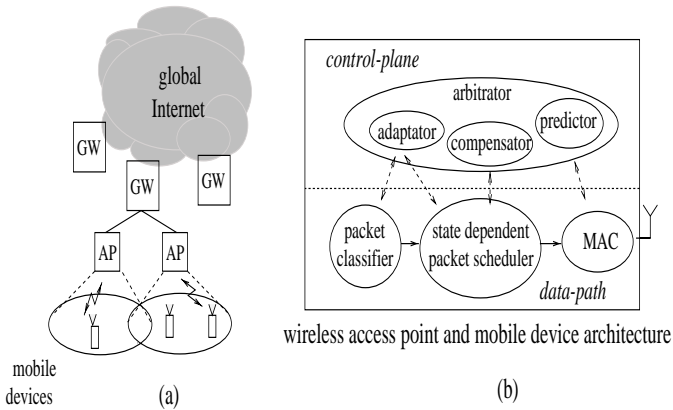 global
Internet
GW
GW
GW
AP
AP
mobile
devices
(a)
control-plane
arbitrator
adaptator
compensator
predictor
packet
classifier
state dependent
packet scheduler
MAC
data-path
wireless access point and mobile device architecture
(b)